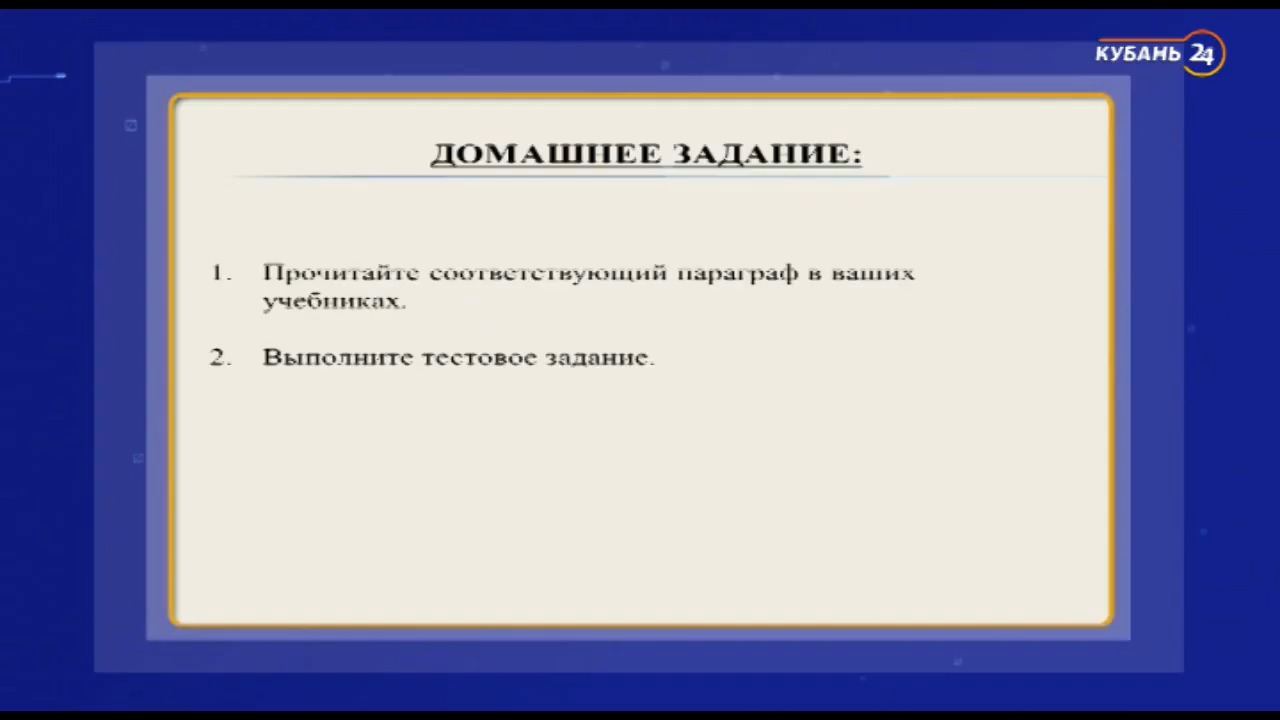 КУБАНЬ 24
ДОМАШНЕЕ ЗАДАНИЕ:
1. Прочитайте соответствующий параграф в ваших
учебниках.
2. Выполните тестовое задание.